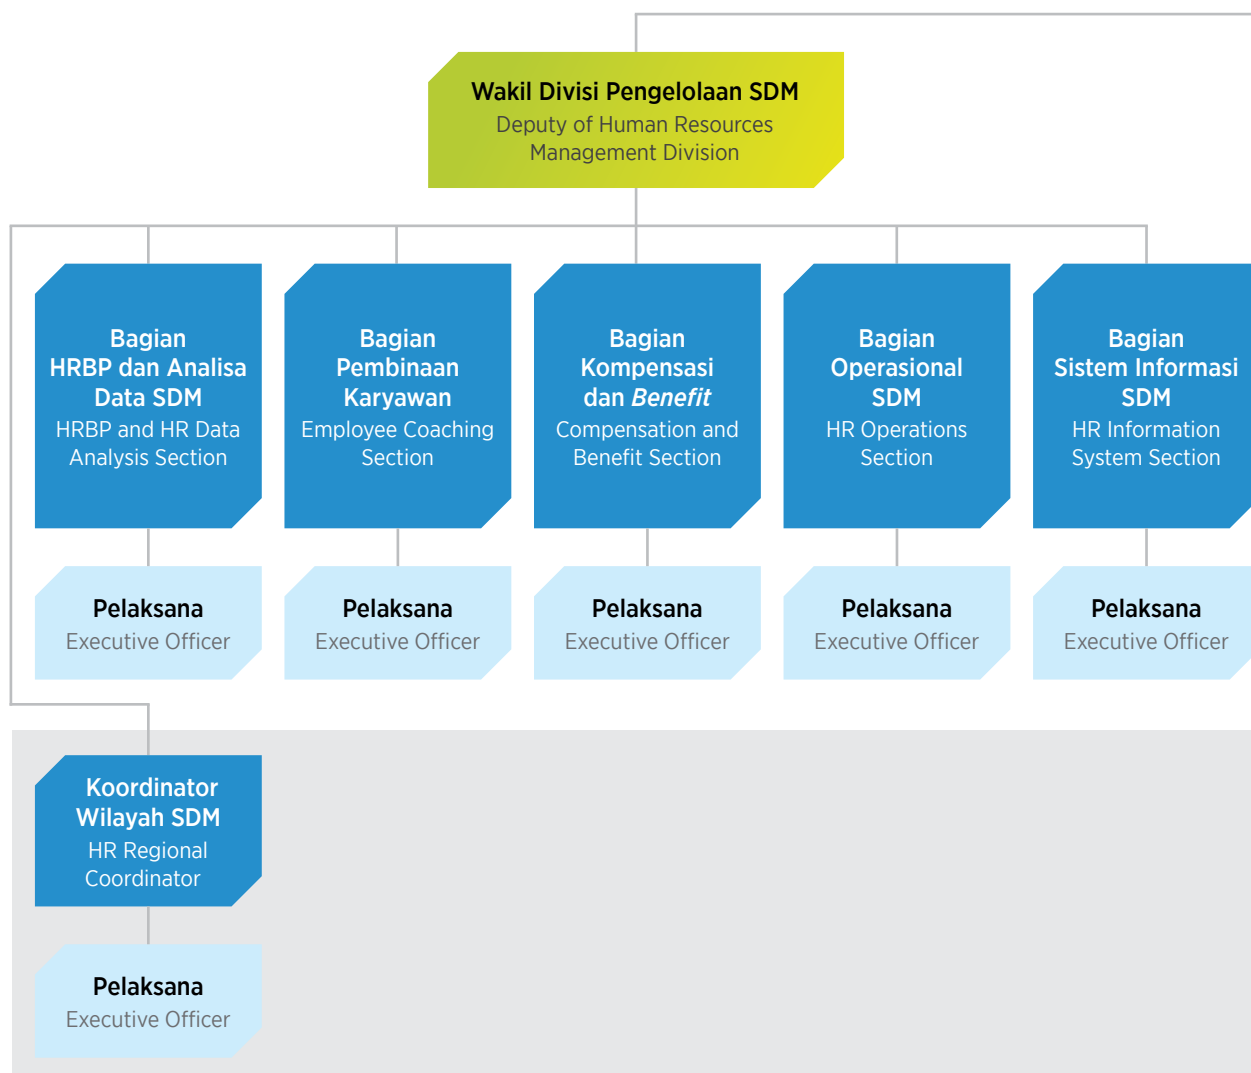 Wakil Divisi Pengelolaan SDM
Deputy of Human Resources
Management Division
Bagian
HRBP dan Analisa
Data SDM
HRBP and HR Data
Analysis Section
Bagian
Pembinaan
Karyawan
Employee Coaching
Section
Bagian
Kompensasi
dan Benefit
Compensation and
Benefit Section
Bagian
Operasional
SDM
HR Operations
Section
Bagian
Sistem Informasi
SDM
HR Information
System Section
Pelaksana
Executive Officer
Pelaksana
Executive Officer
Pelaksana
Executive Officer
Pelaksana
Executive Officer
Pelaksana
Executive Officer
Koordinator
Wilayah SDM
HR Regional
Coordinator
Pelaksana
Executive Officer